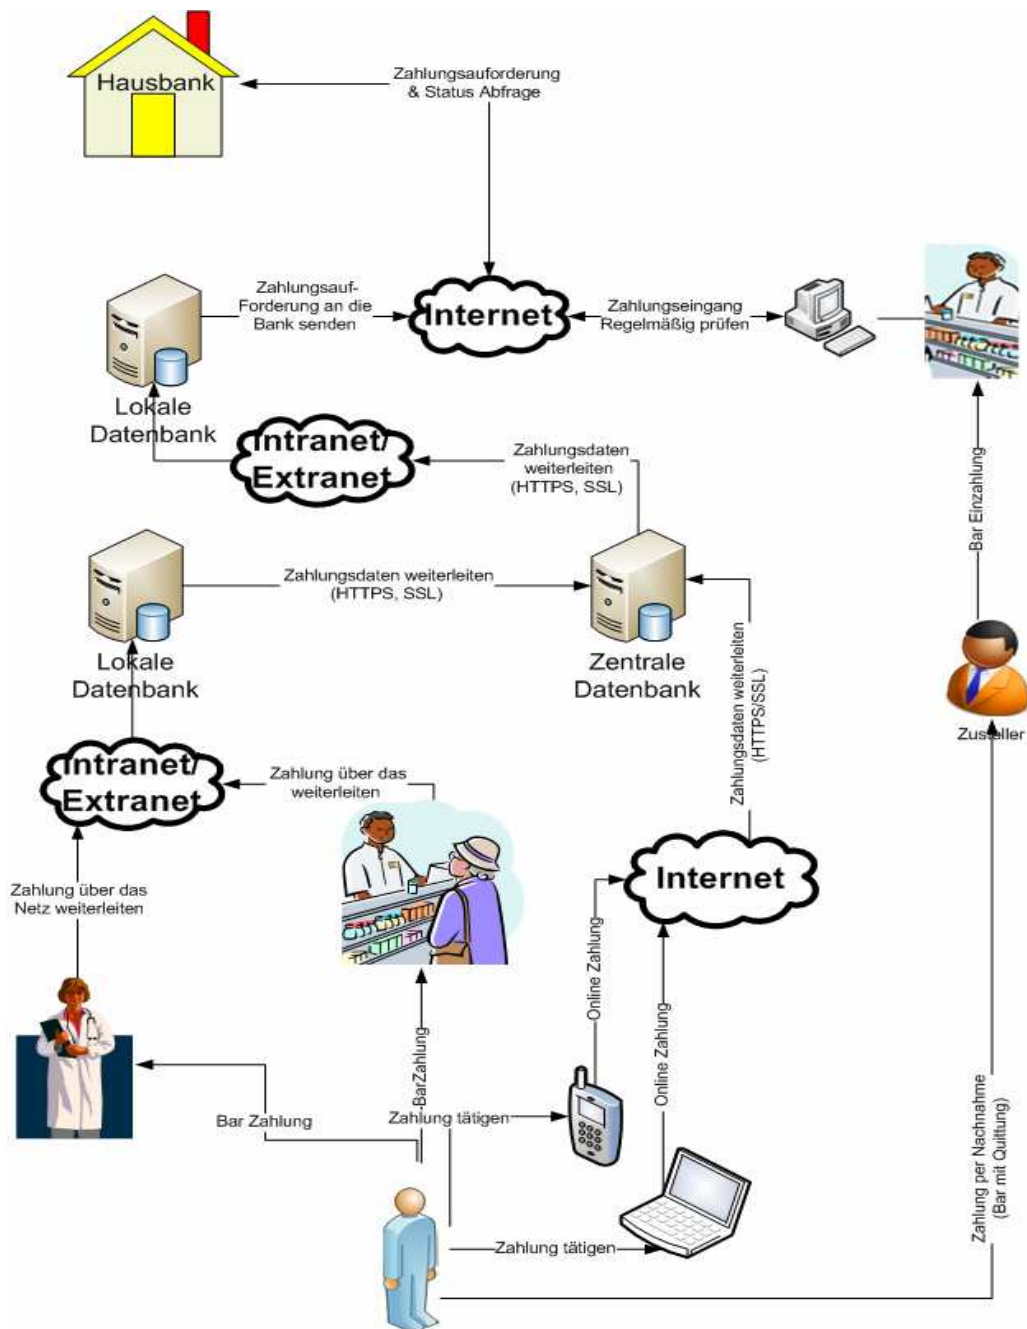 Hausbank
Zahlungsauforderung
& Status Abfrage
Zahlungsauf-
Forderung an die
Bank senden
Internet
Zahlungseingang
Regelmäßig prüfen
Lokale
Datenbank
Intranet/
Extranet
Zahlungsdaten
weiterleiten
(HTTPS, SSL)
Bar Einzahlung
Zahlungsdaten weiterleiten
(HTTPS, SSL)
Lokale
Datenbank
Zentrale
Datenbank
Zahlungsdaten weiterleiten
(HTTPS/SSL)
Zusteller
Intranet/
Extranet
Zahlung über das
weiterleiten
Internet
Zahlung über das
Netz weiterleiten
Online Zahlung
Online Zahlung
BarZahlung
Bar Zahlung
Zahlung tätigen
Zahlung per Nachnahme
(Bar mit Quittung)
Zahlung tätigen